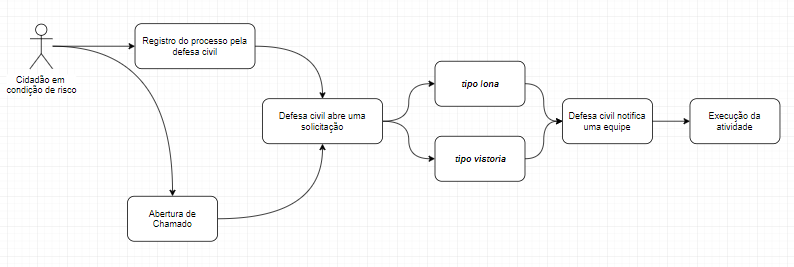 Cidadão em
condição de risco
Registro do processo pela
defesa civil
Abertura de
Chamado
Defesa civil abre uma
solicitação
tipo lona
tipo vistoria
Defesa civil notifica
uma equipe
Execução da
atividade